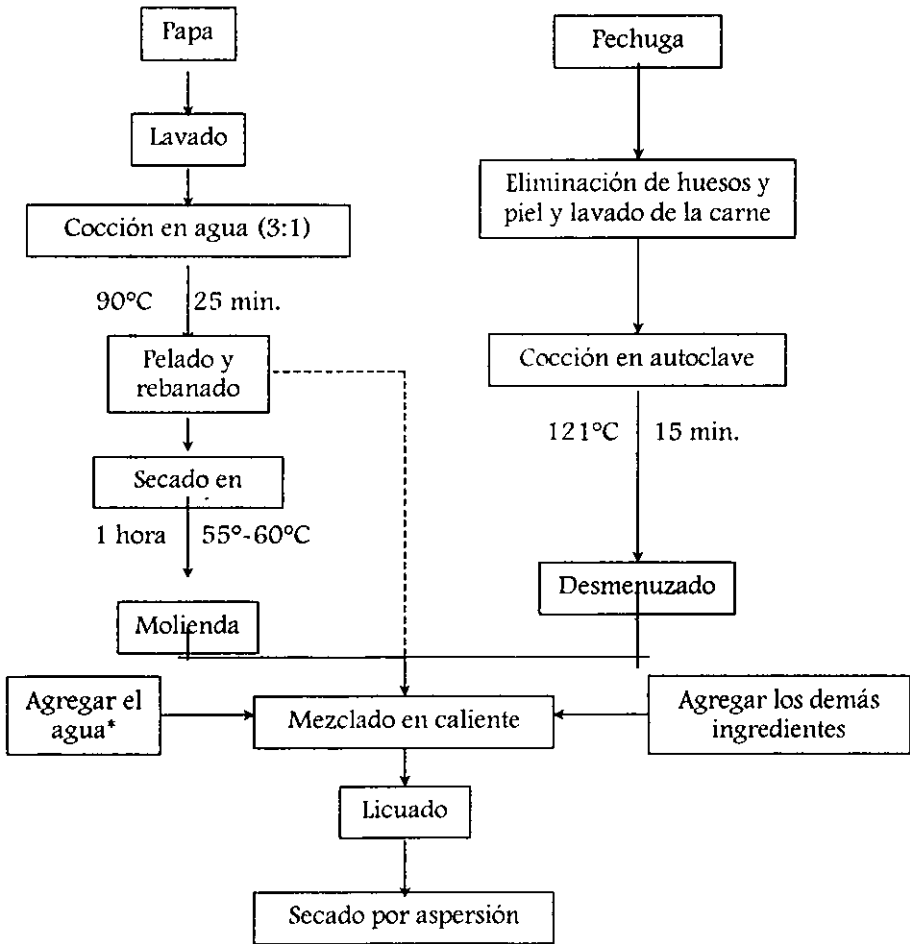 Papa
Lavado
Cocción en agua (3:1)
90°C 25 min.
Pelado y
rebanado
Secado en
1 hora 55°-60°C
Molienda
Pechuga
Eliminación de huesos y
piel y lavado de la carne
Cocción en autoclave
121°C 15 min.
Desmenuzado
Agregar el
agua*
Mezclado en caliente
Agregar los demás
ingredientes
Licuado
Secado por aspersión